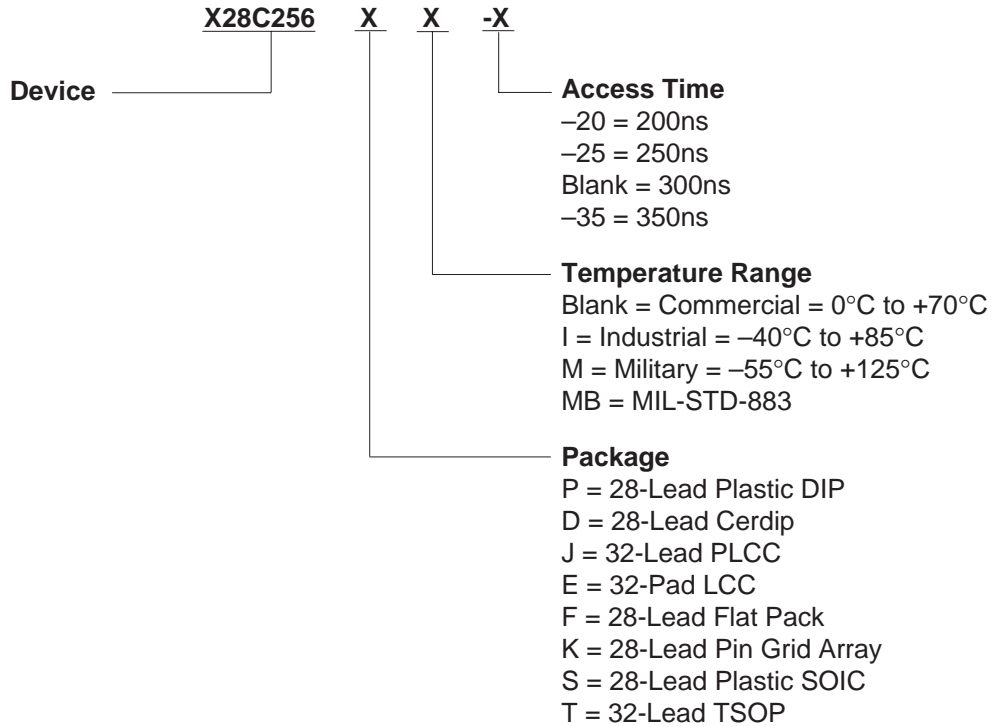 X28C256 X X -X
Device
Access Time
–20 = 200ns
–25 = 250ns
Blank = 300ns
–35 = 350ns
Temperature Range
Blank = Commercial = 0°C to +70°C
I = Industrial = –40°C to +85°C
M = Military = –55°C to +125°C
MB = MIL-STD-883
Package
P = 28-Lead Plastic DIP
D = 28-Lead Cerdip
J = 32-Lead PLCC
E = 32-Pad LCC
F = 28-Lead Flat Pack
K = 28-Lead Pin Grid Array
S = 28-Lead Plastic SOIC
T = 32-Lead TSOP